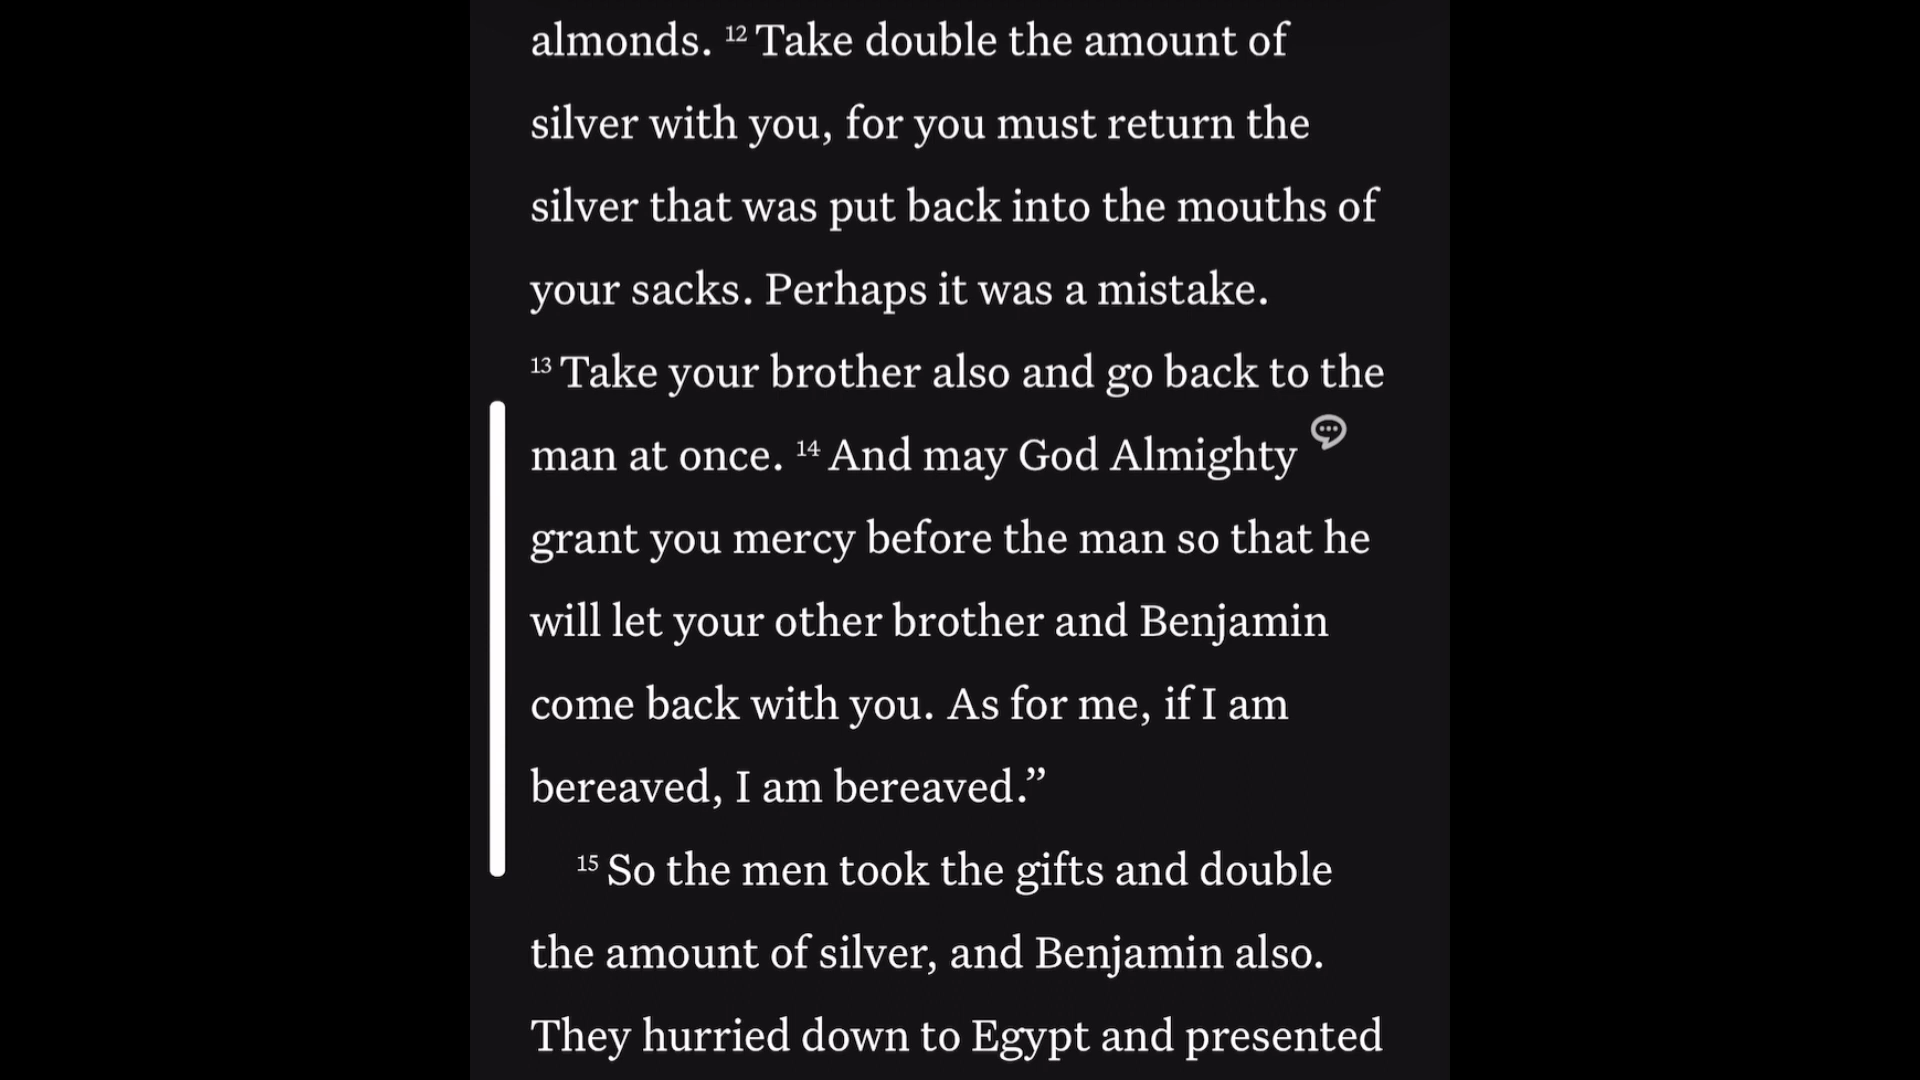 almonds. 12 Take double the amount of
silver with you, for you must return the
silver that was put back into the mouths of
your sacks. Perhaps it was a mistake.
13 Take your brother also and go back to the
man at once. 14 And may God Almighty
grant you mercy before the man so that he
will let your other brother and Benjamin
come back with you. As for me, if I am
bereaved, I am bereaved.”
15 So the men took the gifts and double
the amount of silver, and Benjamin also.
They hurried down to Egypt and presented